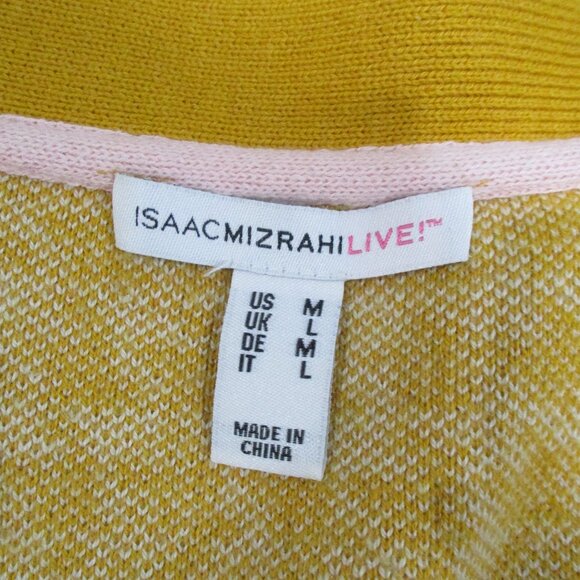 ISAACMIZRAHILIVE!™
US M
UK L
DE M
IT L
MADE IN
CHINA